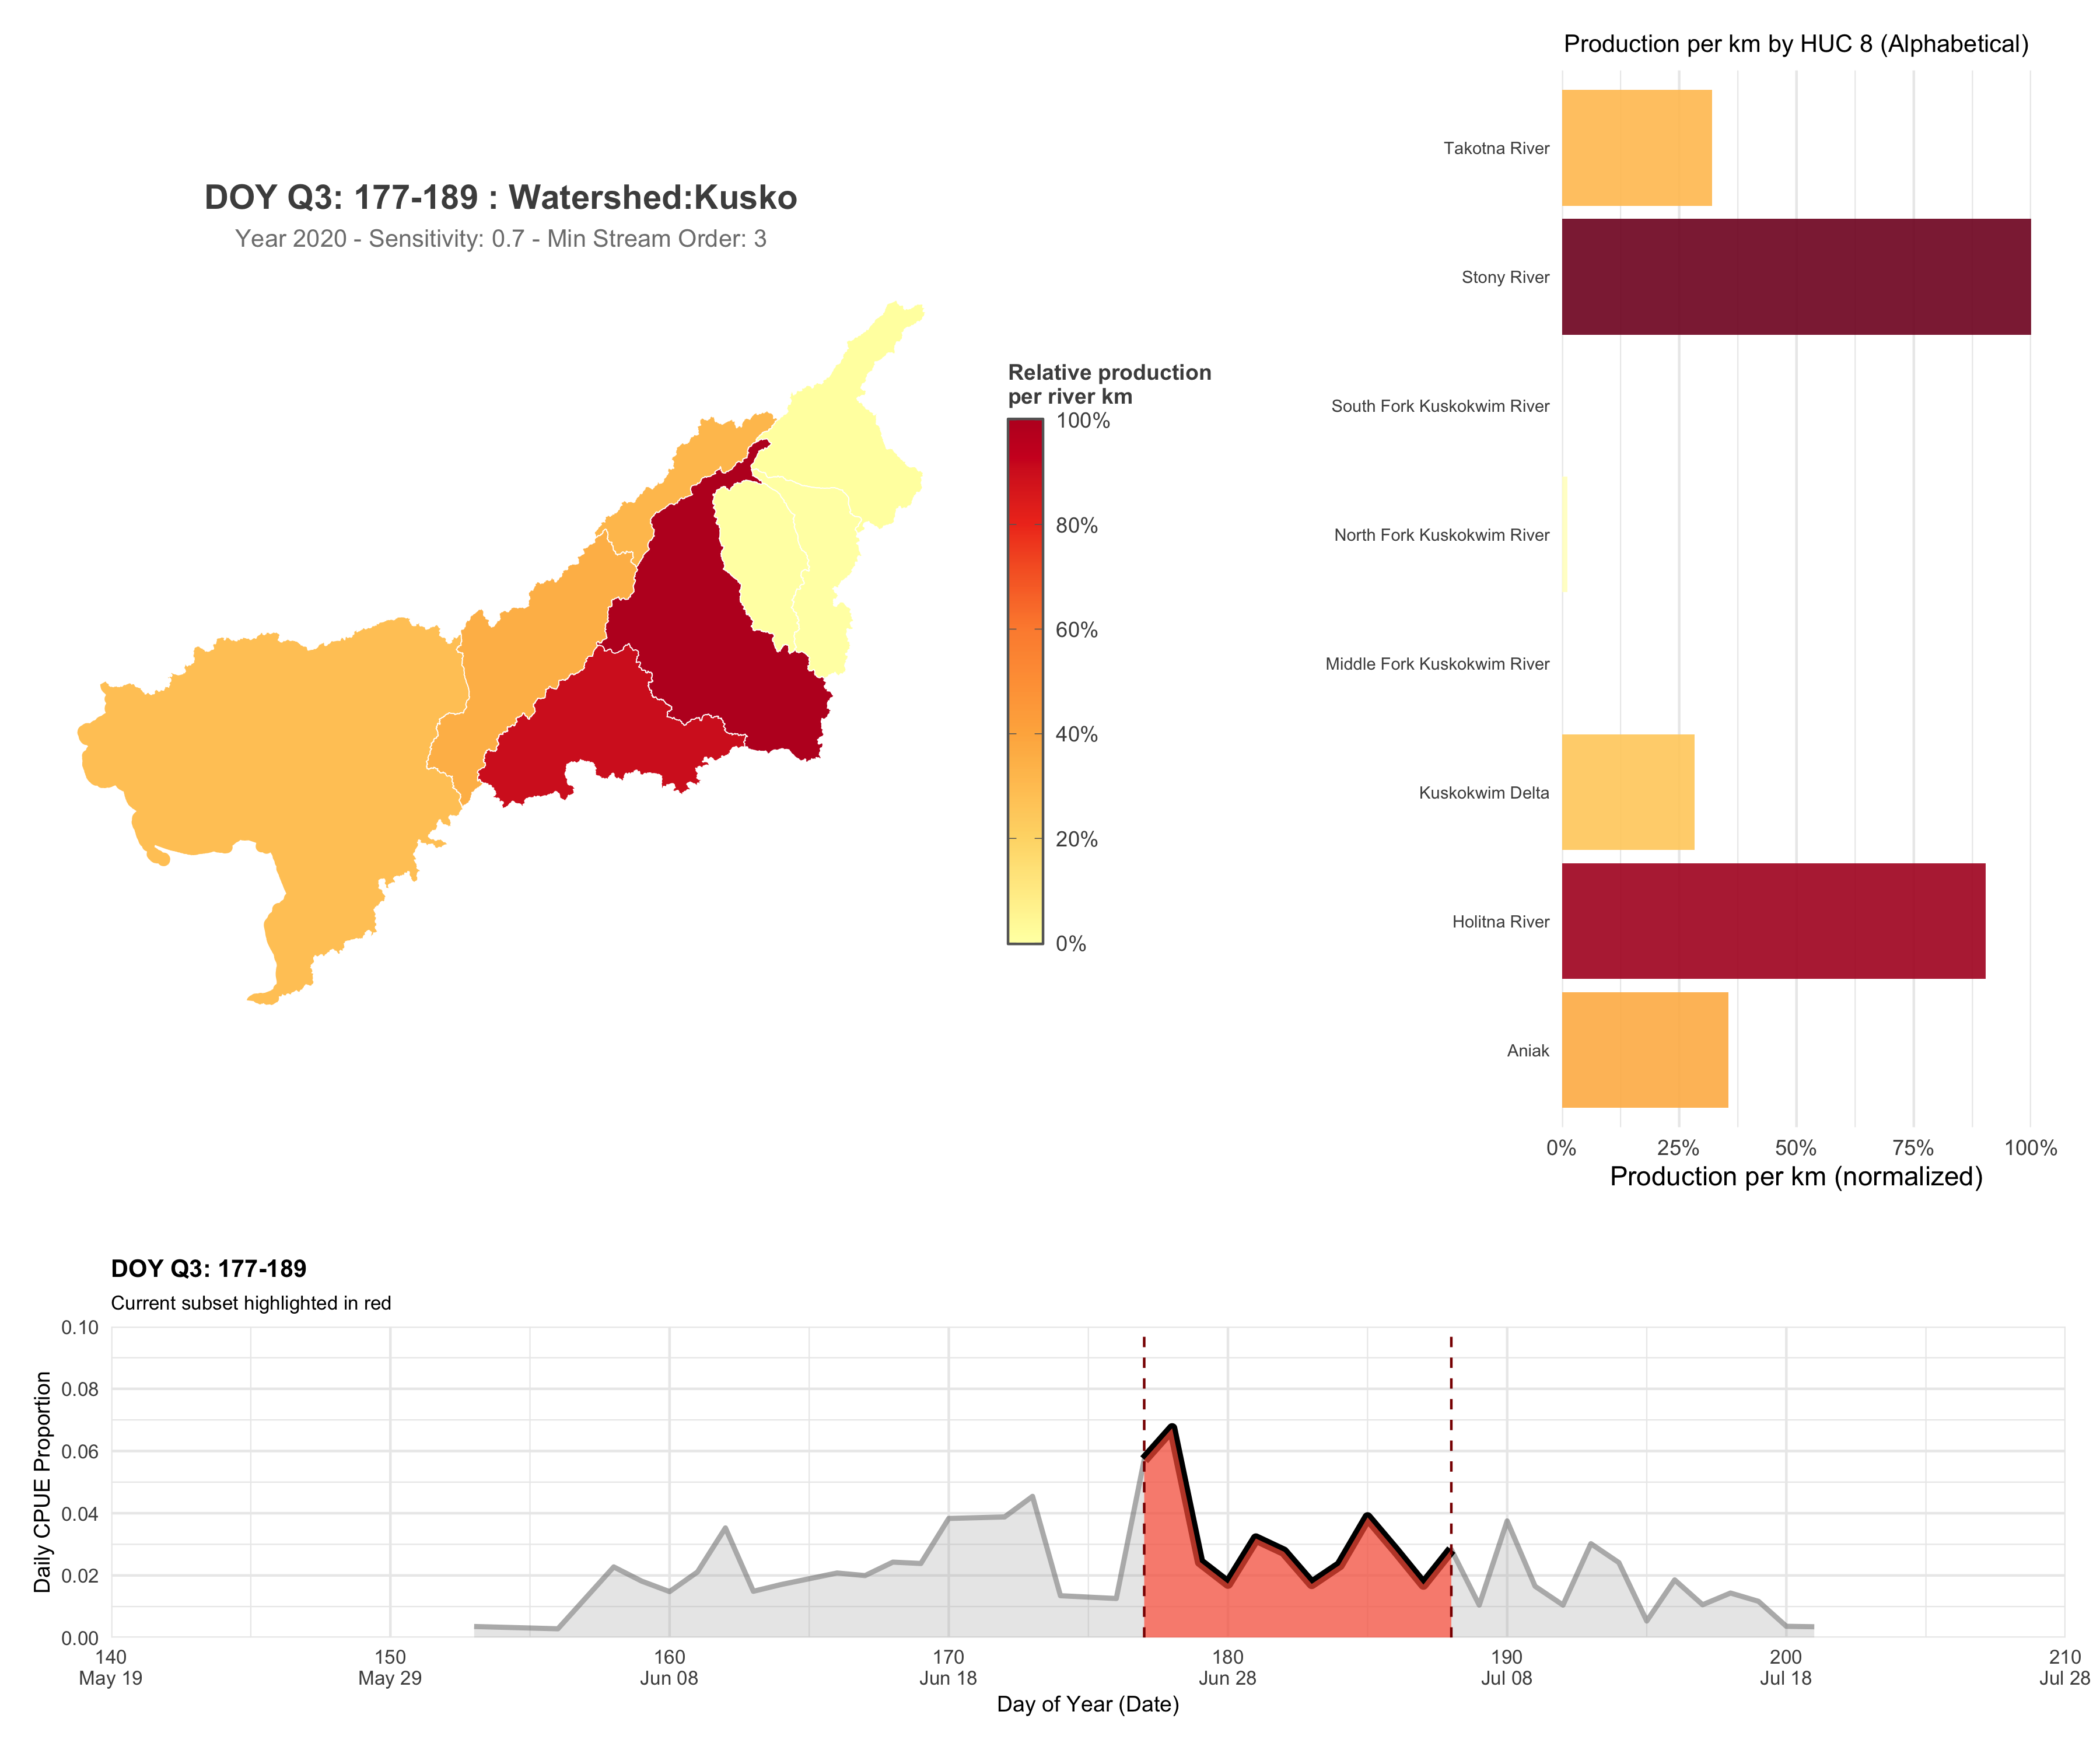 DOY Q3: 177-189 : Watershed:Kusko
Year 2020 - Sensitivity: 0.7 - Min Stream Order: 3
Relative production
per river km
100%
80%
60%
40%
20%
0%
Production per km by HUC 8 (Alphabetical)
Takotna River
Stony River
South Fork Kuskokwim River
North Fork Kuskokwim River
Middle Fork Kuskokwim River
Kuskokwim Delta
Holitna River
Aniak
0% 25% 50% 75% 100%
Production per km (normalized)
DOY Q3: 177-189
Current subset highlighted in red
Daily CPUE Proportion
0.10
0.08
0.06
0.04
0.02
0.00
140 150 160 170 180 190 200 210
May 19 May 29 Jun 08 Jun 18 Jun 28 Jul 08 Jul 18 Jul 28
Day of Year (Date)